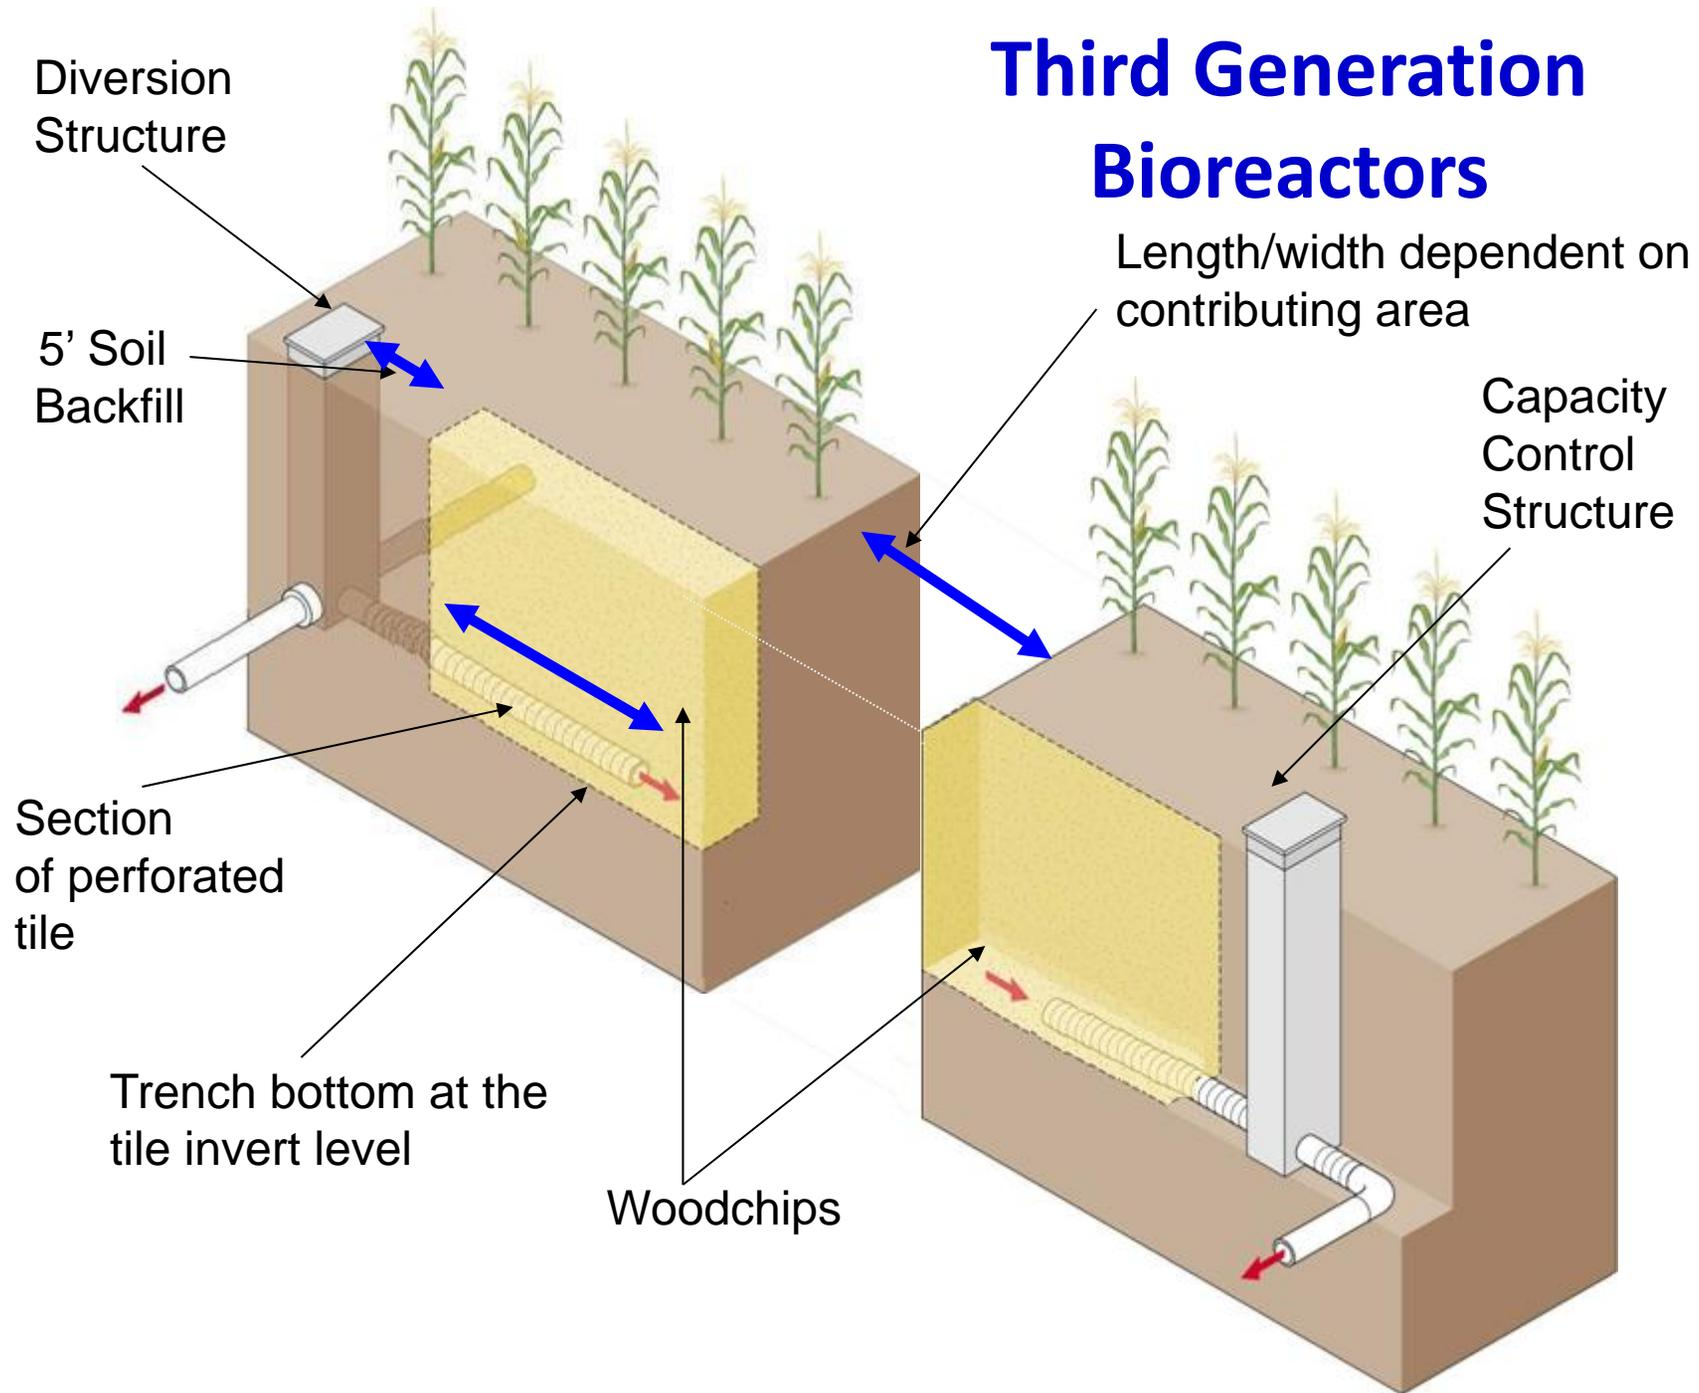 Third Generation
Bioreactors
Diversion
Structure
Length/width dependent on
contributing area
5’ Soil
Backfill
Capacity
Control
Structure
Section
of perforated
tile
Trench bottom at the
tile invert level
Woodchips